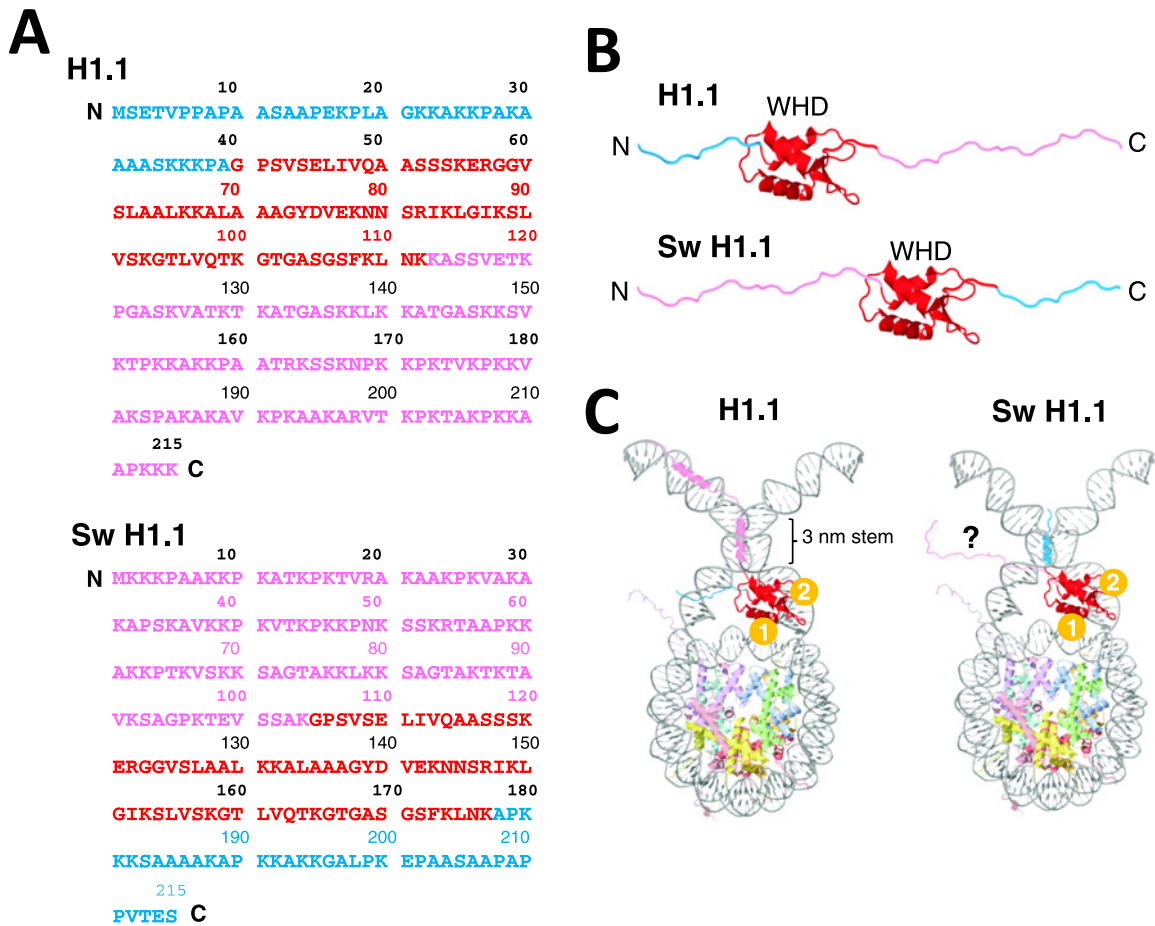 A
H1.1
10 20 30
N MSETVPPAPA ASAAPEKPLA GKKAKKPAKA
40 50 60
AAASKKKPAG PSVSELIVQA ASSSKERGGV
70 80 90
SLAALKKALA AAGYDVEKNN SRIKLGIKSL
100 110 120
VSKGTLVQTK GTGASGSFKL NKKASSVETK
130 140 150
PGASKVATKT KATGASKKLK KATGASKKSV
160 170 180
KTPKKAKKPA ATRKSSKNPK KPKTVKPKKV
190 200 210
AKSPAKAKAV KPKAAKARVT KPKTAKPKKA
215
APKKK C
Sw H1.1
10 20 30
N MKKKPAAKKP KATKPKTVRA KAAKPKVAKA
40 50 60
KAPSKAVKKP KVTKPKKPNK SSKRTAAPKK
70 80 90
AKKPTKVSKK SAGTAKKLKK SAGTAKTKTA
100 110 120
VKSAGPKTEV SSAKGPSVSE LIVQAASSSK
130 140 150
ERGGVSLAAL KKALAAAGYD VEKNNSRIKL
160 170 180
GIKSLVSKGT LVQTKGTGAS GSFKLNKAPK
190 200 210
KKSAAAAKAP KKAKKGALPK EPAASAAPAP
215
PVTES C
B
H1.1
WHD
N C
Sw H1.1
WHD
N C
C
H1.1 Sw H1.1
3 nm stem
?
2
1
2
1